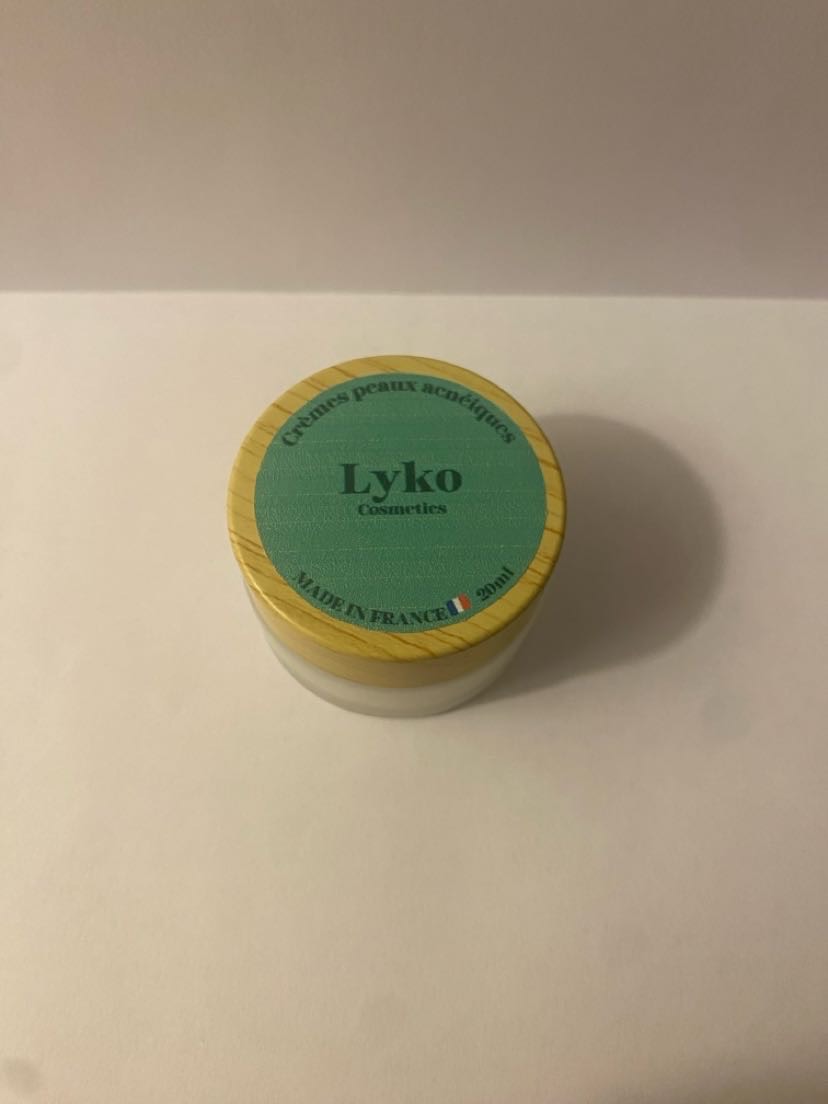 Crèmes peaux acnéiques
Lyko
Cosmetics
MADE IN FRANCE 20ml